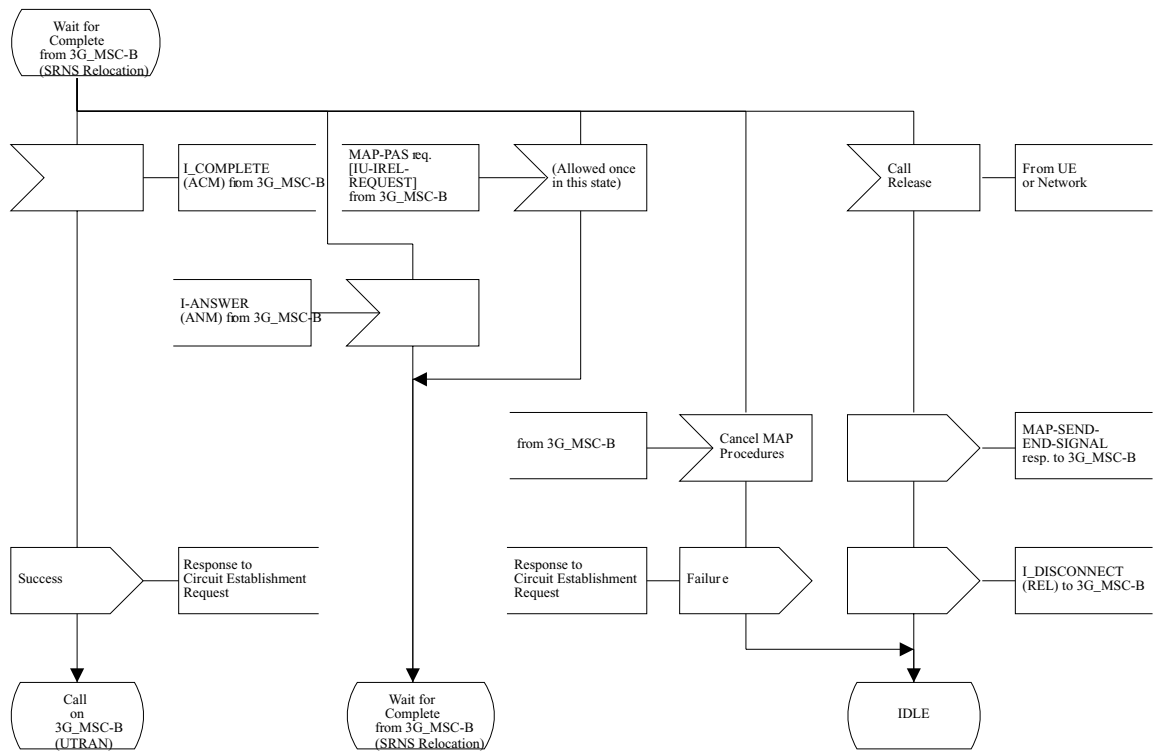 Wait for
Complete
from 3G_MSC-B
(SRNS Relocation)
I_COMPLETE
(ACM) from 3G_MSC-B
MAP-PAS req.
[IU-IREL-
REQUEST]
from 3G_MSC-B
(Allowed once
in this state)
Call
Release
From UE
or Network
I-ANSWER
(ANM) from 3G_MSC-B
from 3G_MSC-B
Cancel MAP
Procedures
MAP-SEND-
END-SIGNAL
resp. to 3G_MSC-B
Success
Response to
Circuit Establishment
Request
Response to
Circuit Establishment
Request
Failure
I_DISCONNECT
(REL) to 3G_MSC-B
Call
on
3G_MSC-B
(UTRAN)
Wait for
Complete
from 3G_MSC-B
(SRNS Relocation)
IDLE